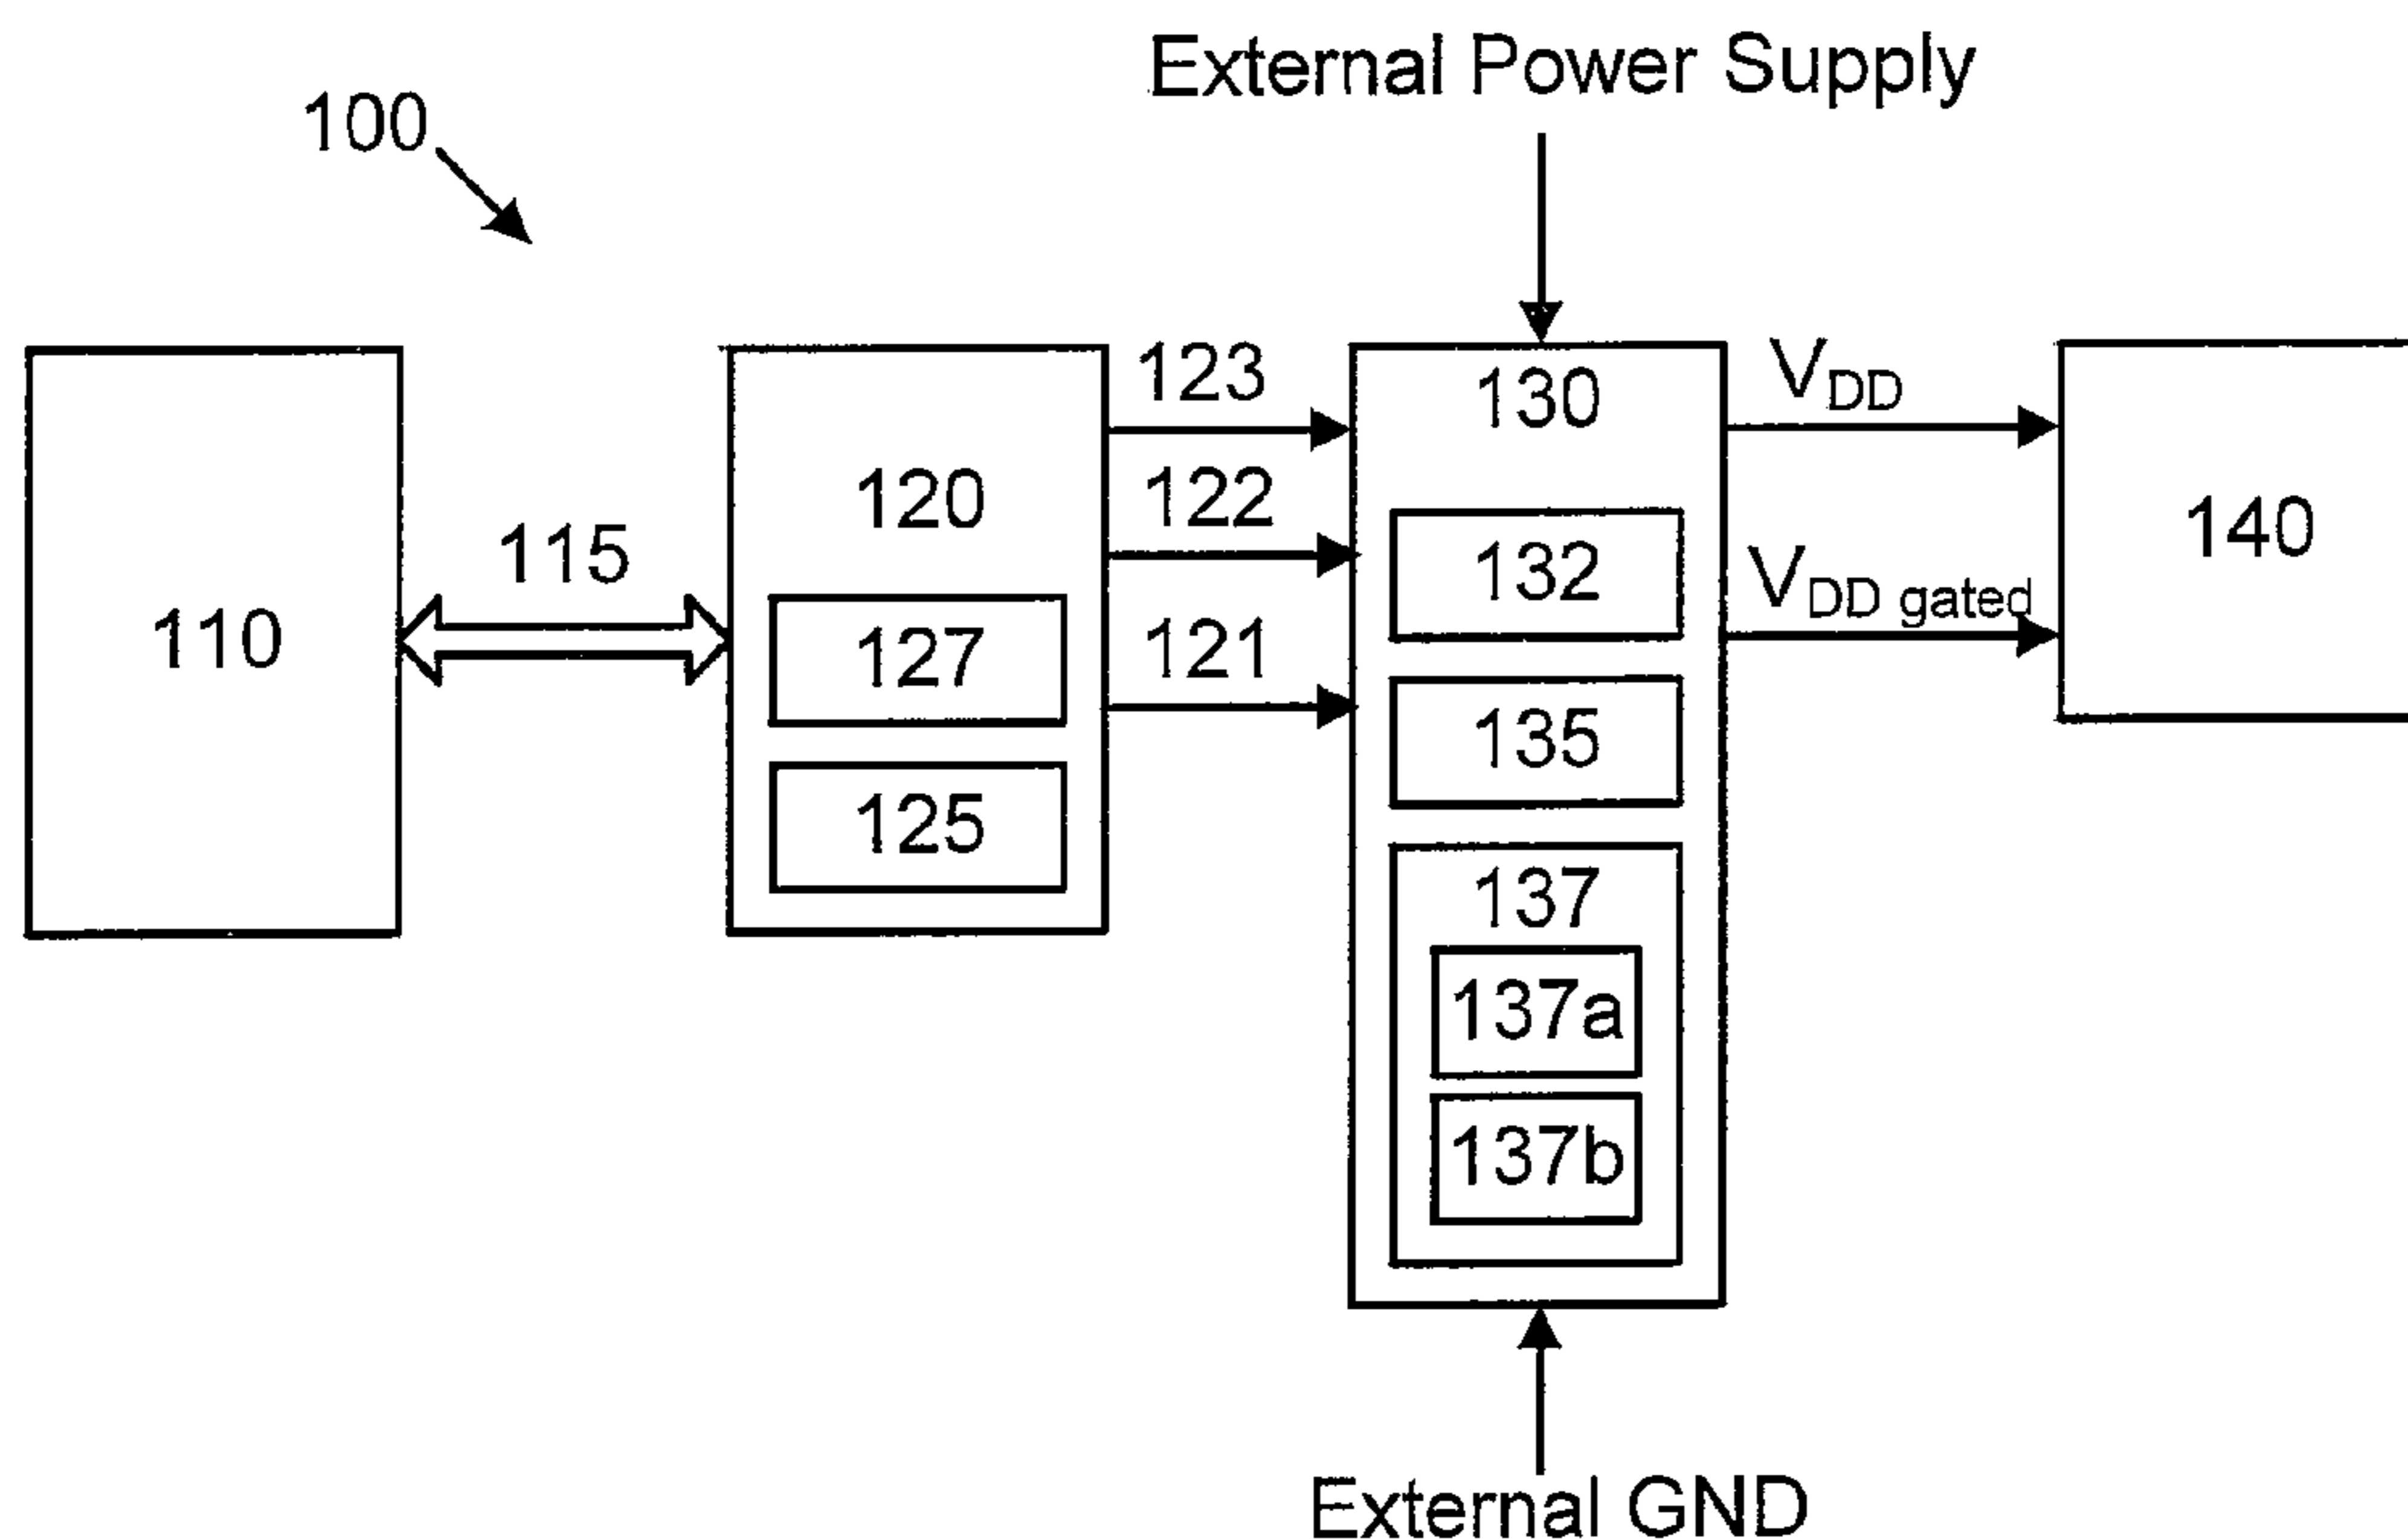 External Power Supply
100
110
115
120
127
125
123
122
121
130
132
135
137
137a
137b
VDD
VDD gated
140
External GND